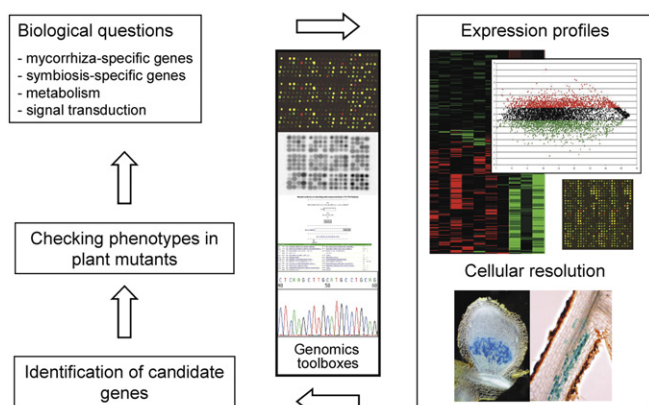 Biological questions
- mycorrhiza-specific genes
- symbiosis-specific genes
- metabolism
- signal transduction
Checking phenotypes in
plant mutants
Identification of candidate
genes
Genomics
toolboxes
Expression profiles
Cellular resolution